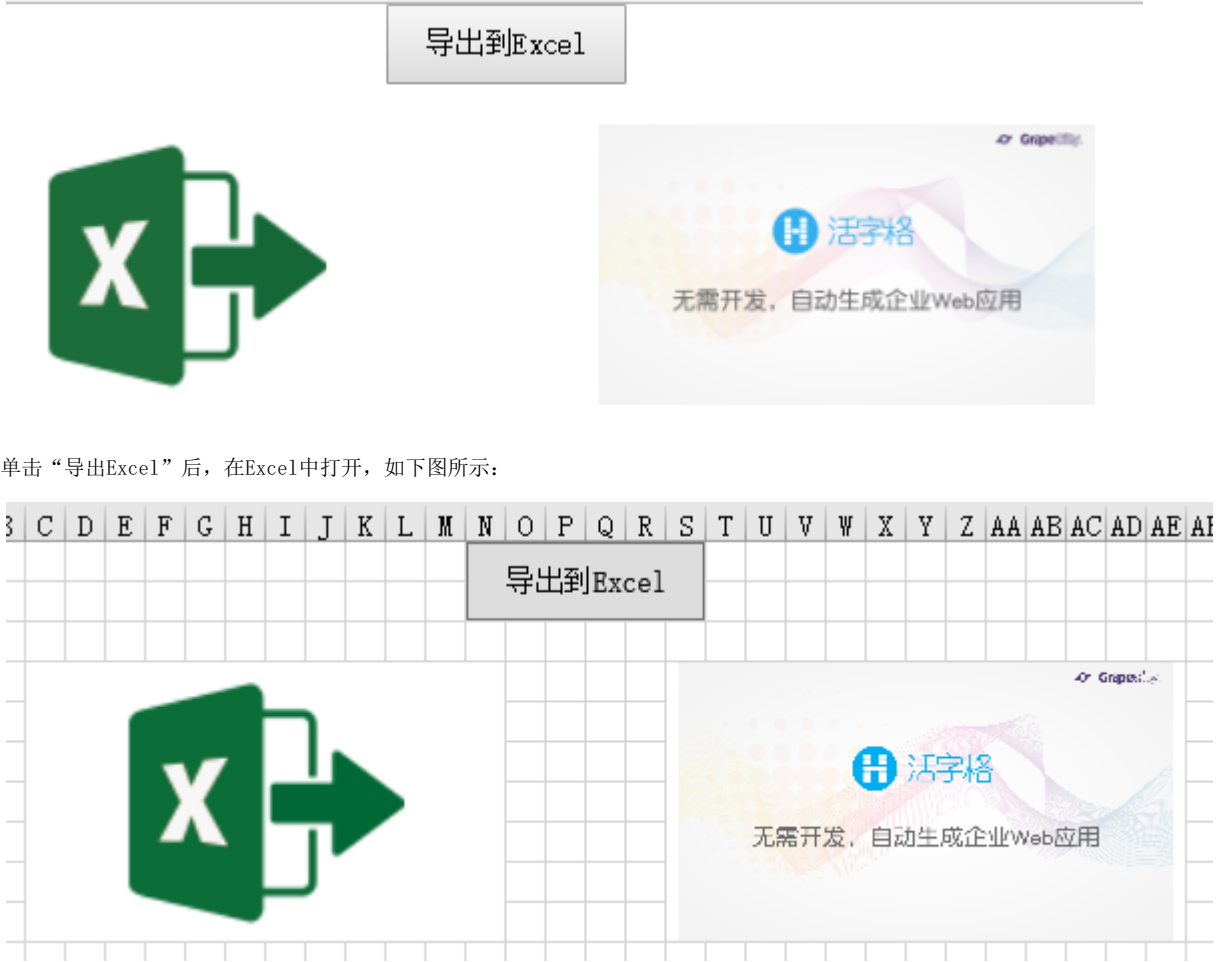 导出到Excel
X
GrapeCity
活字格
无需开发，自动生成企业Web应用
单击“导出Excel”后，在Excel中打开，如下图所示：
C D E F G H I J K L M N O P Q R S T U V W X Y Z AA AB AC AD AE
导出到Excel
X
活字格
无需开发，自动生成企业Web应用